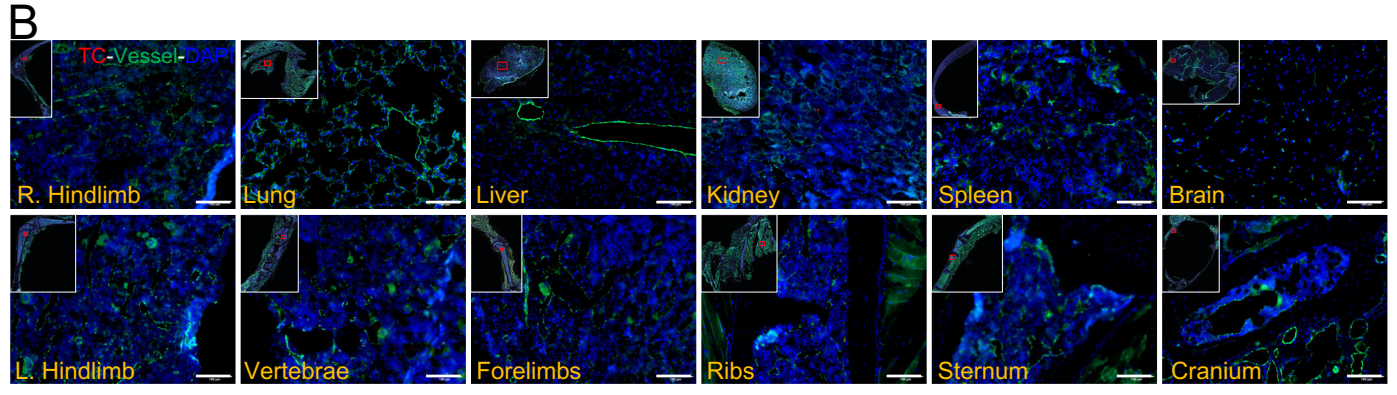 B
TC-Vessel-DAPI
R. Hindlimb
Lung
Liver
Kidney
Spleen
Brain
L. Hindlimb
Vertebrae
Forelimbs
Ribs
Sternum
Cranium